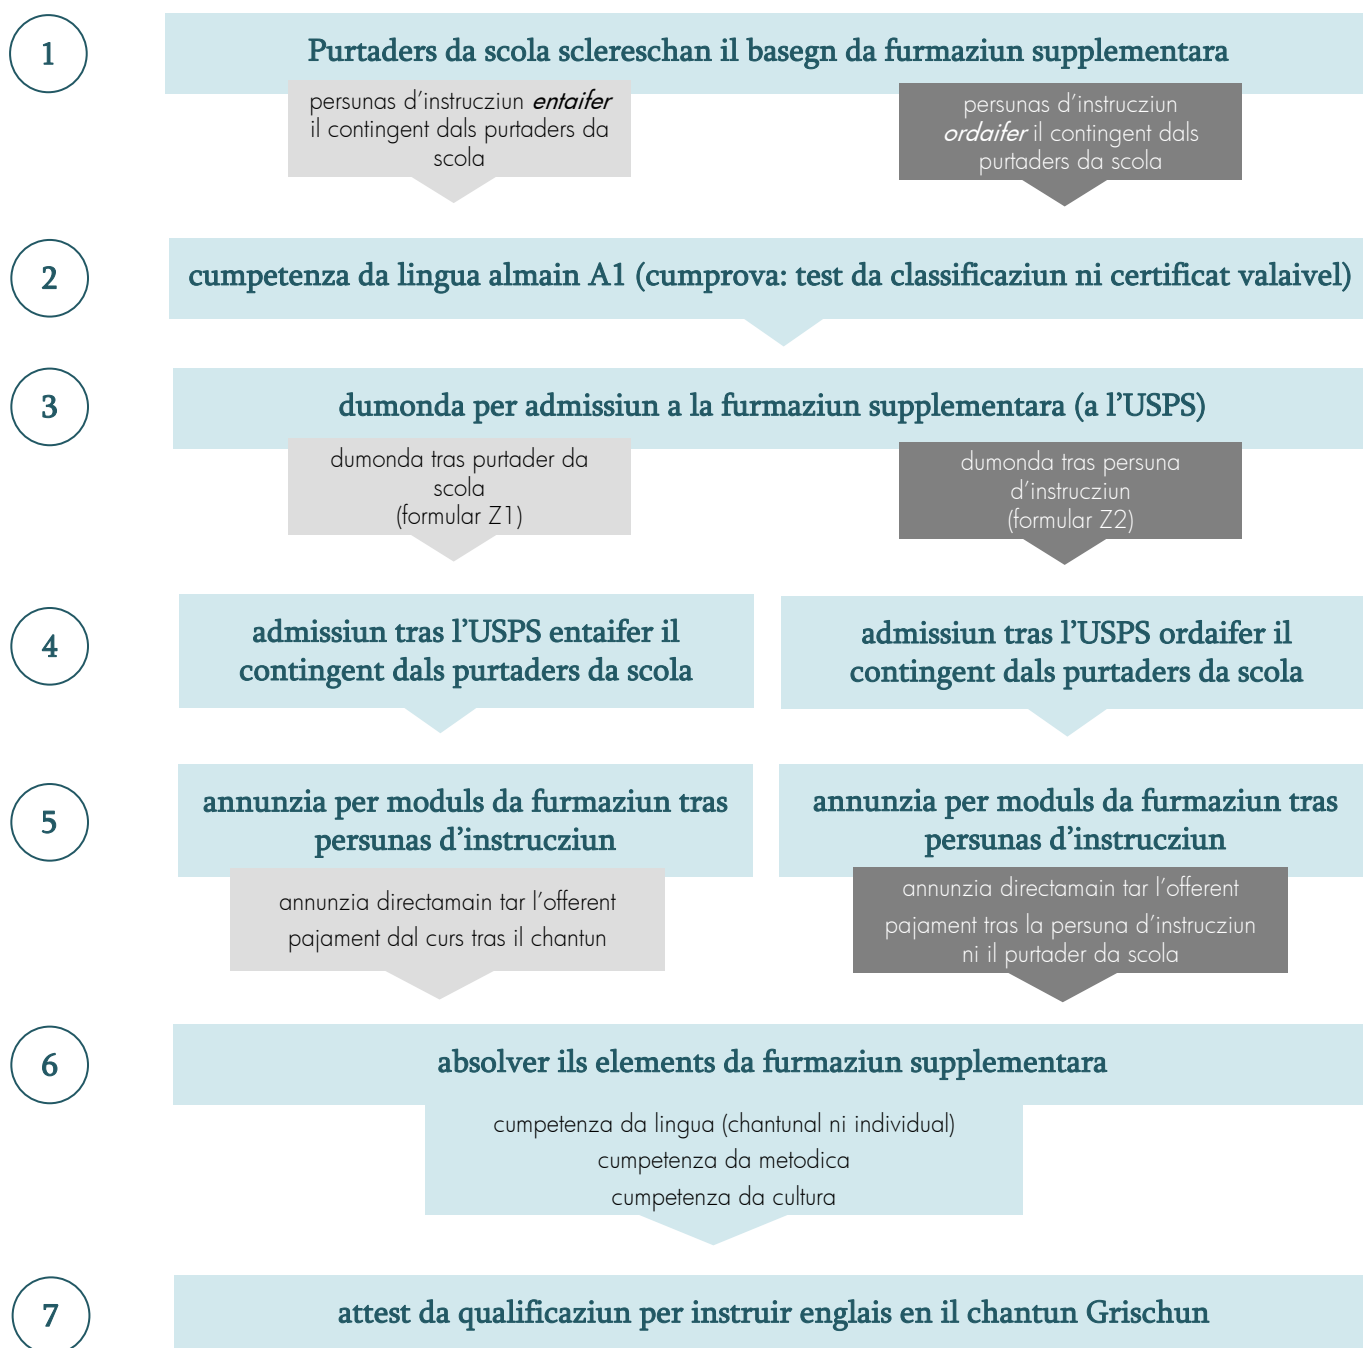 1
Purtaders da scola sclereschan il basegn da furmaziun supplementara
persunas d'instrucziun entaifer
il contingent dals purtaders da
scola
persunas d'instrucziun
ordaifer il contingent dals
purtaders da scola
2
cumpetenza da lingua almain A1 (cumprova: test da classificaziun ni certificat valaivel)
3
dumonda per admissiun a la furmaziun supplementara (a l'USPS)
dumonda tras purtader da
scola
(formular Z1)
dumonda tras persuna
d'instrucziun
(formular Z2)
4
admissiun tras l'USPS entaifer il
contingent dals purtaders da scola
admissiun tras l'USPS ordaifer il
contingent dals purtaders da scola
5
annunzia per moduls da furmaziun tras
persunas d'instrucziun
annunzia directamain tar l'offerent
pajament dal curs tras il chantun
annunzia per moduls da furmaziun tras
persunas d'instrucziun
annunzia directamain tar l'offerent
pajament tras la persuna d'instrucziun
ni il purtader da scola
6
absolver ils elements da furmaziun supplementara
cumpetenza da lingua (chantunal ni individual)
cumpetenza da metodica
cumpetenza da cultura
7
attest da qualificaziun per instruir englais en il chantun Grischun